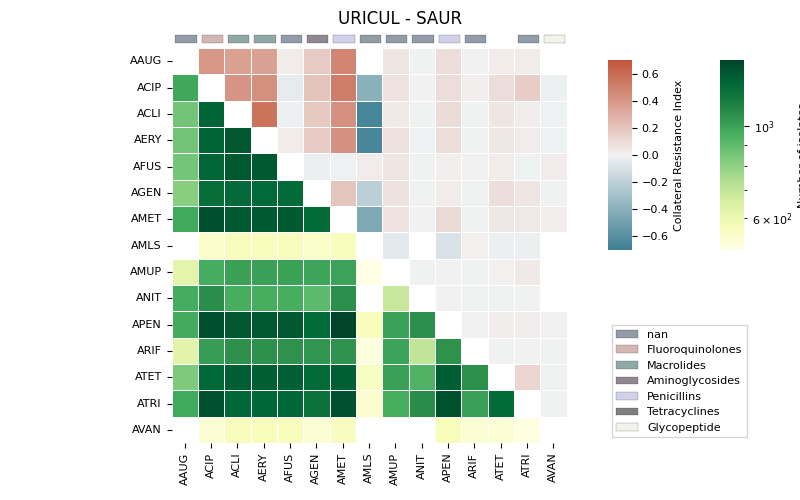 URICUL - SAUR
AAUG
ACIP
ACLI
AERY
AFUS
AGEN
AMET
AMLS
AMUP
ANIT
APEN
ARIF
ATET
ATRI
AVAN
AAUG ACIP ACLI AERY AFUS AGEN AMET AMLS AMUP ANIT APEN ARIF ATET ATRI AVAN
0.6
0.4
0.2
0.0
−0.2
−0.4
−0.6
Collateral Resistance Index
10³
6 × 10²
Number of isolates
nan
Fluoroquinolones
Macrolides
Aminoglycosides
Penicillins
Tetracyclines
Glycopeptide